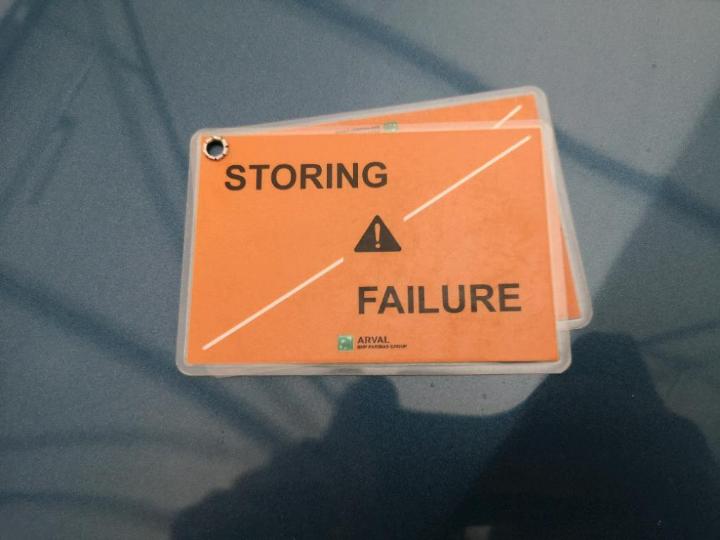 STORING
FAILURE
ARVAL
BNP PARIBAS GROUP